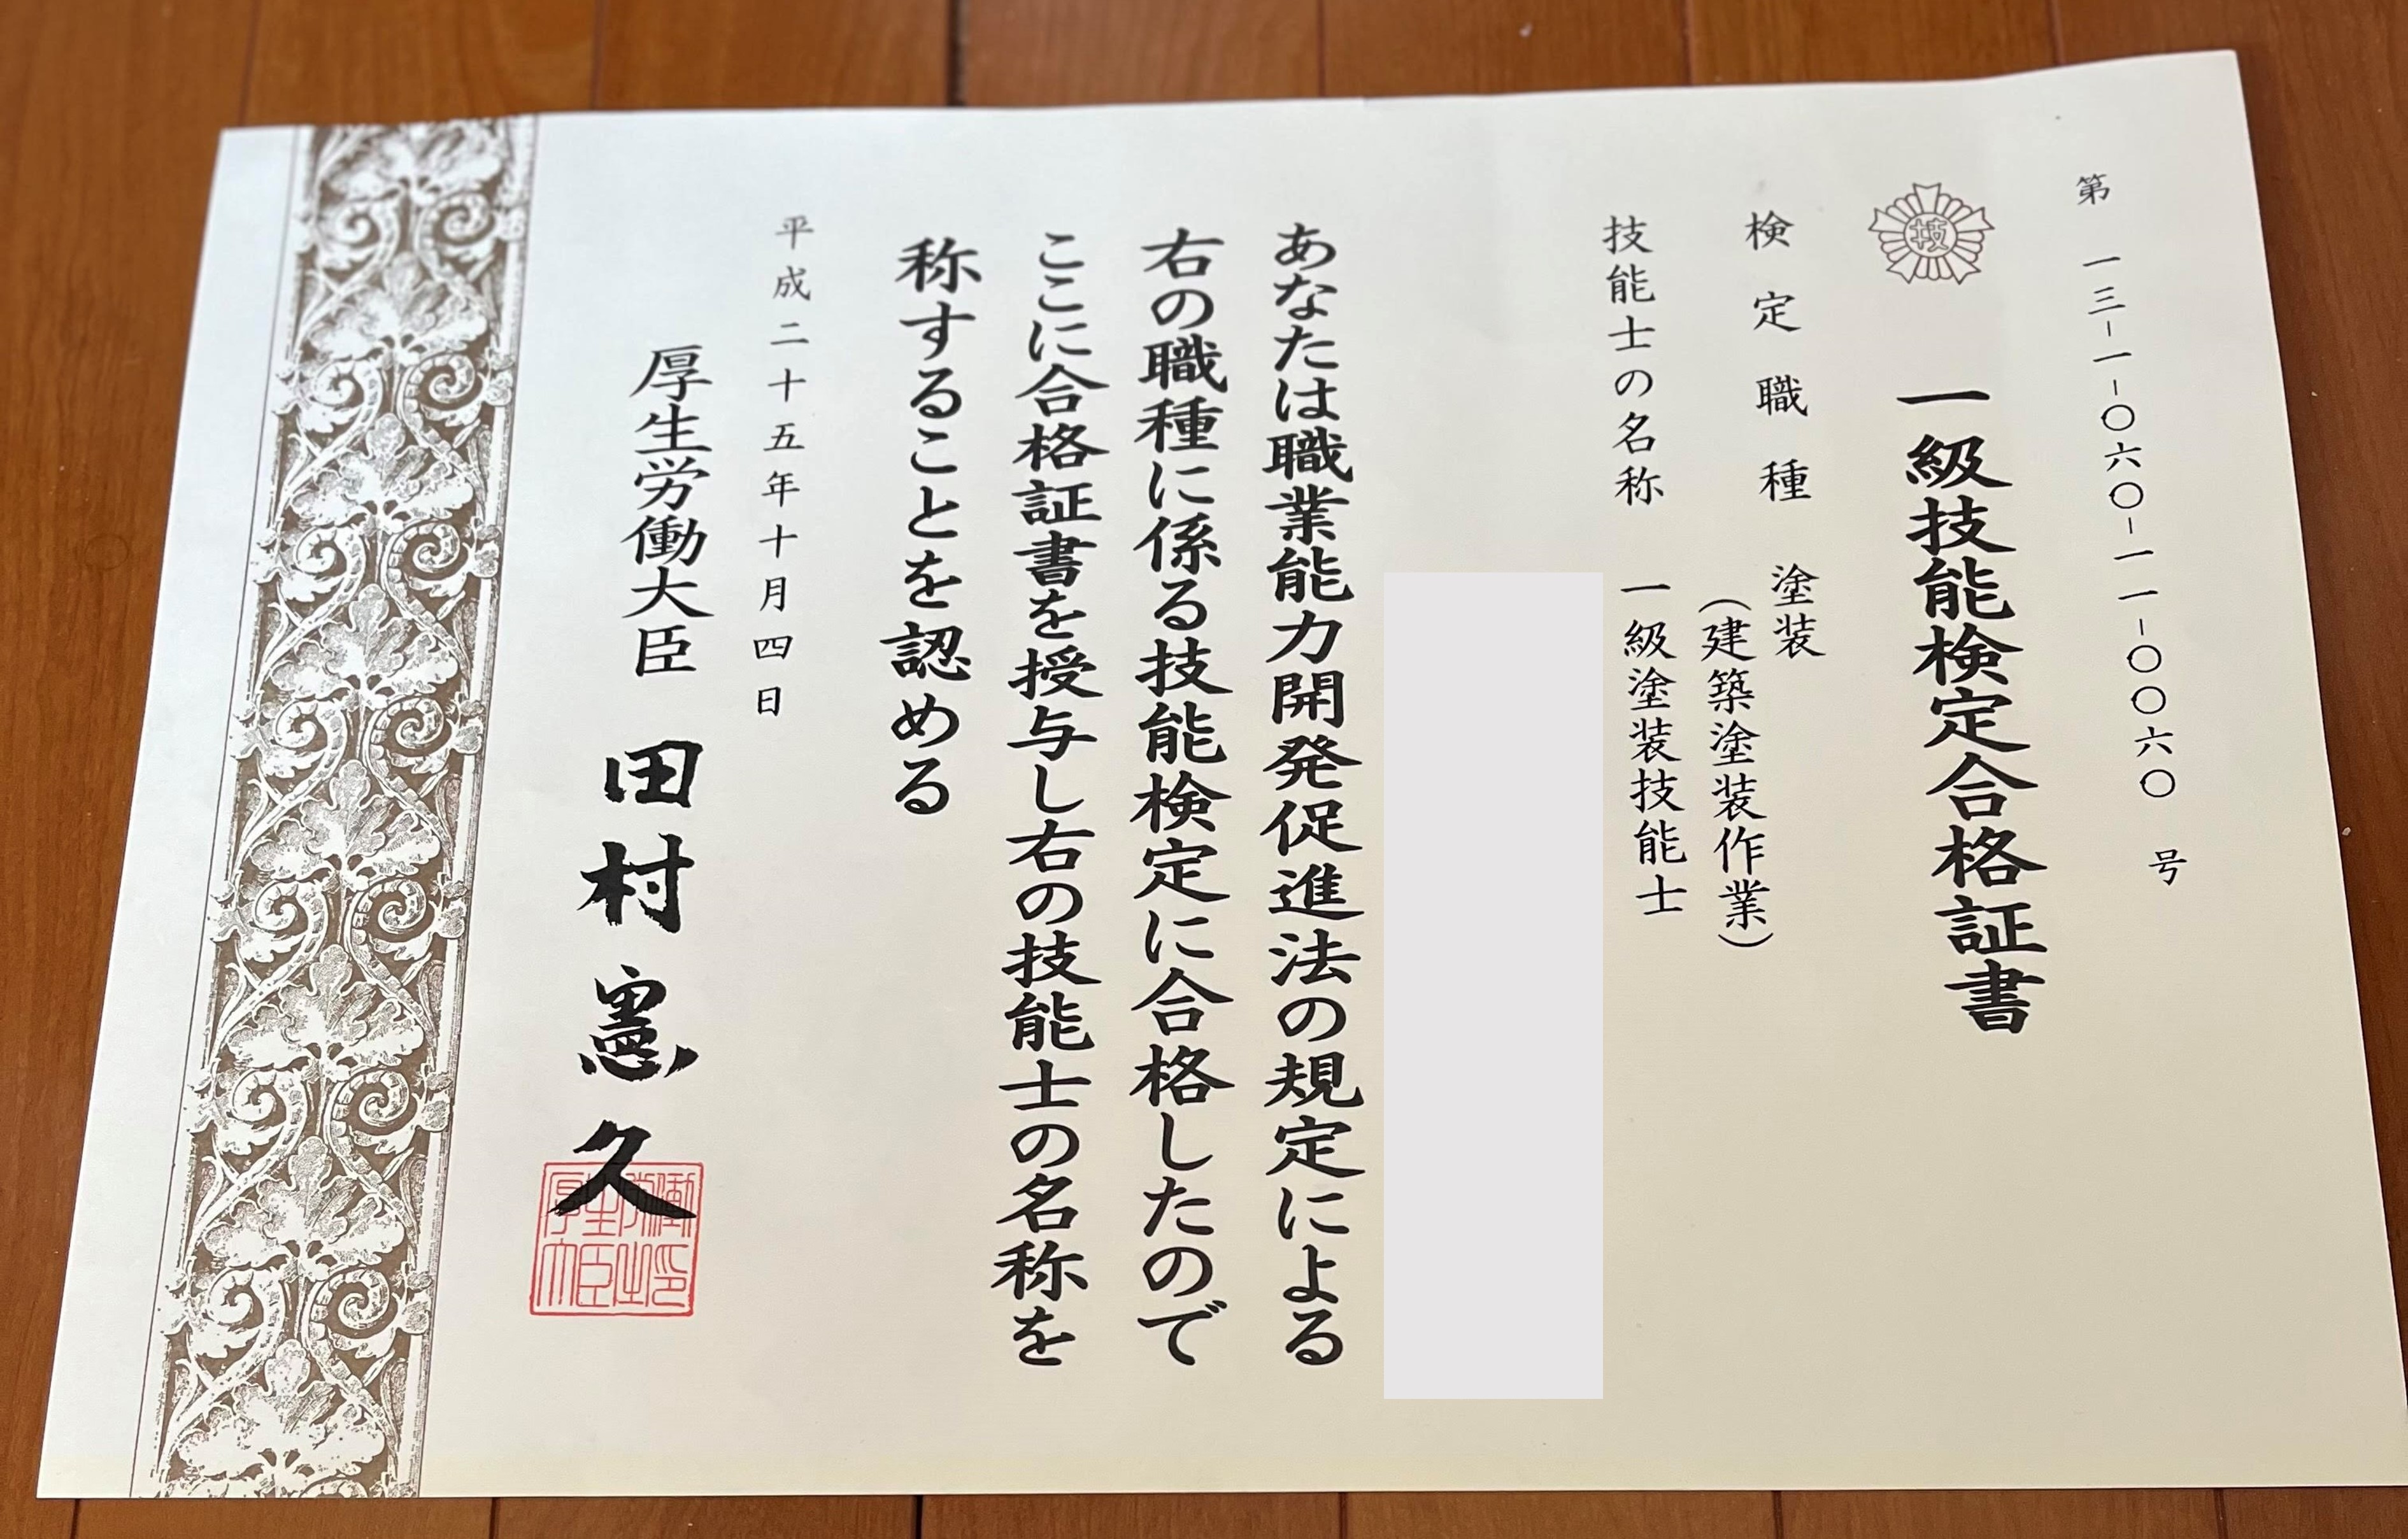 第 一三-一-〇六〇-一一-〇〇六〇 号
技
一級技能検定合格証書
検定職種 塗装
(建築塗装作業)
技能士の名称 一級塗装技能士
あなたは職業能力開発促進法の規定による
右の職種に係る技能検定に合格したので
ここに合格証書を授与し右の技能士の名称を
称することを認める
平成二十五年十月四日
厚生労働大臣 田村憲久
厚生労働大臣之印